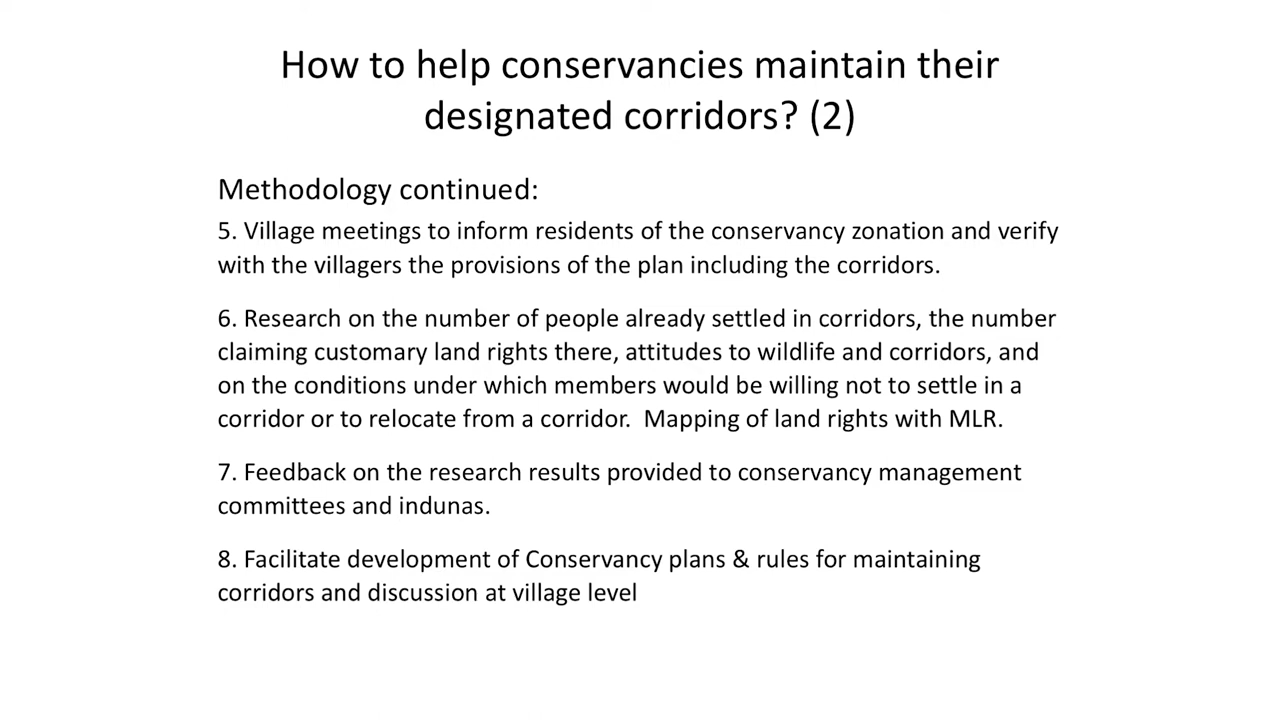 How to help conservancies maintain their
designated corridors? (2)
Methodology continued:
5. Village meetings to inform residents of the conservancy zonation and verify
with the villagers the provisions of the plan including the corridors.
6. Research on the number of people already settled in corridors, the number
claiming customary land rights there, attitudes to wildlife and corridors, and
on the conditions under which members would be willing not to settle in a
corridor or to relocate from a corridor.  Mapping of land rights with MLR.
7. Feedback on the research results provided to conservancy management
committees and indunas.
8. Facilitate development of Conservancy plans & rules for maintaining
corridors and discussion at village level